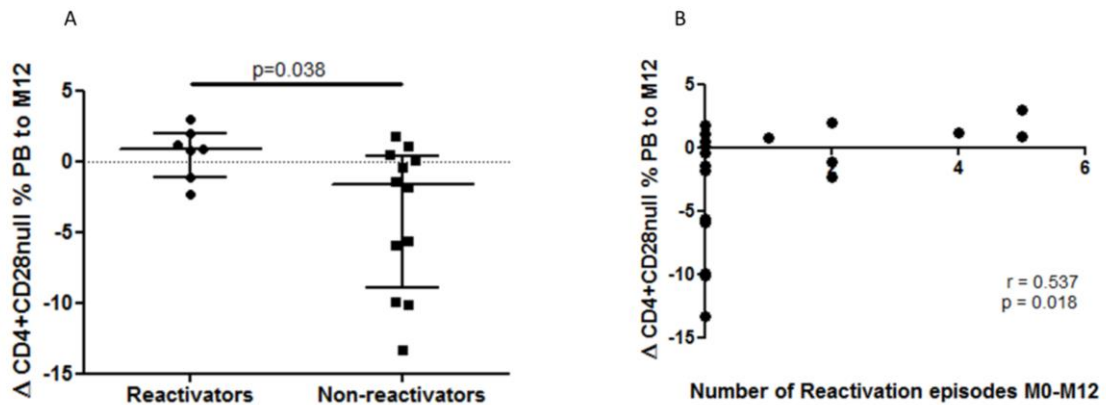 A
Δ CD4+CD28null % PB to M12
p=0.038
5
0
-5
-10
-15
Reactivators
Non-reactivators
B
Δ CD4+CD28null % PB to M12
5
0
-5
-10
-15
4
6
r = 0.537
p = 0.018
Number of Reactivation episodes M0-M12